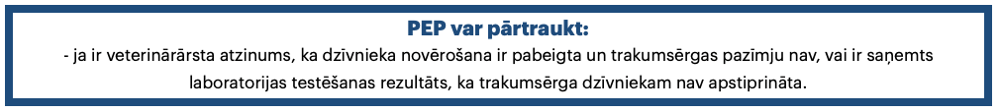 PEP var pārtraukt:
- ja ir veterinārārsta atzinums, ka dzīvnieka novērošana ir pabeigta un trakumsērgas pazīmju nav, vai ir saņemts
laboratorijas testēšanas rezultāts, ka trakumsērga dzīvniekam nav apstiprināta.